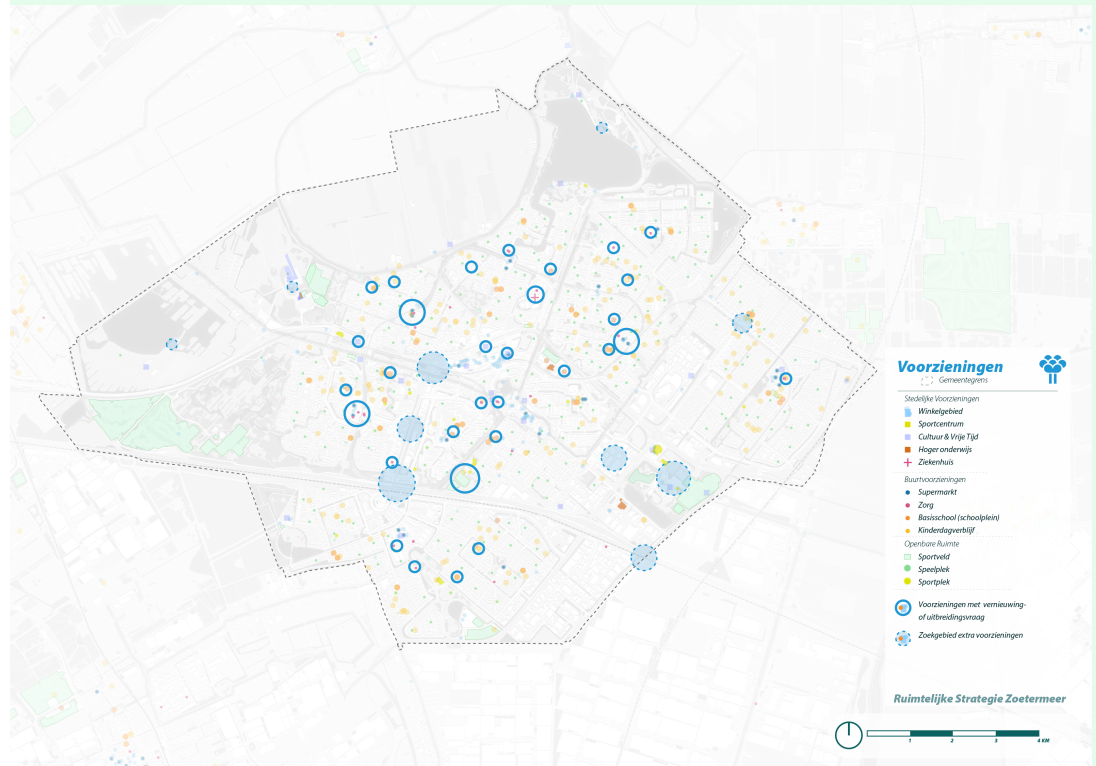 Voorzieningen
Gemeentegrens
Stedelijke Voorzieningen
Winkelgebied
Sportcentrum
Cultuur & Vrije Tijd
Hoger onderwijs
Ziekenhuis
Buurtvoorzieningen
Supermarkt
Zorg
Basisschool (schoolplein)
Kinderdagverblijf
Openbare Ruimte
Sportveld
Speelplek
Sportplek
Voorzieningen met vernieuwing-
of uitbreidingsvraag
Zoekgebied extra voorzieningen
Ruimtelijke Strategie Zoetermeer
1 2 3 4 KM